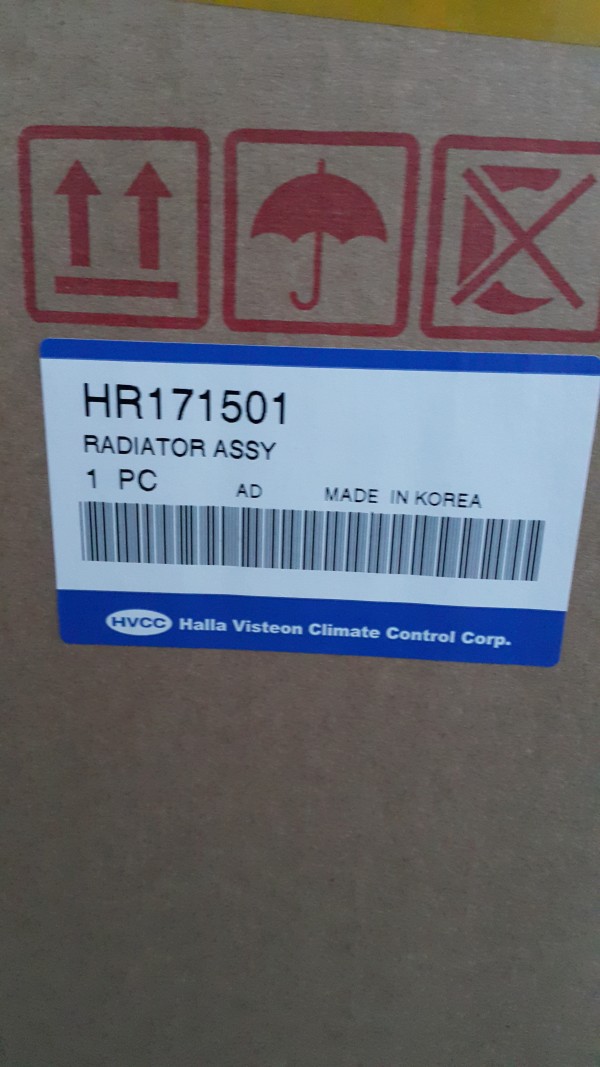 HR171501
RADIATOR ASSY
1 PC AD MADE IN KOREA
HVCC Halla Visteon Climate Control Corp.